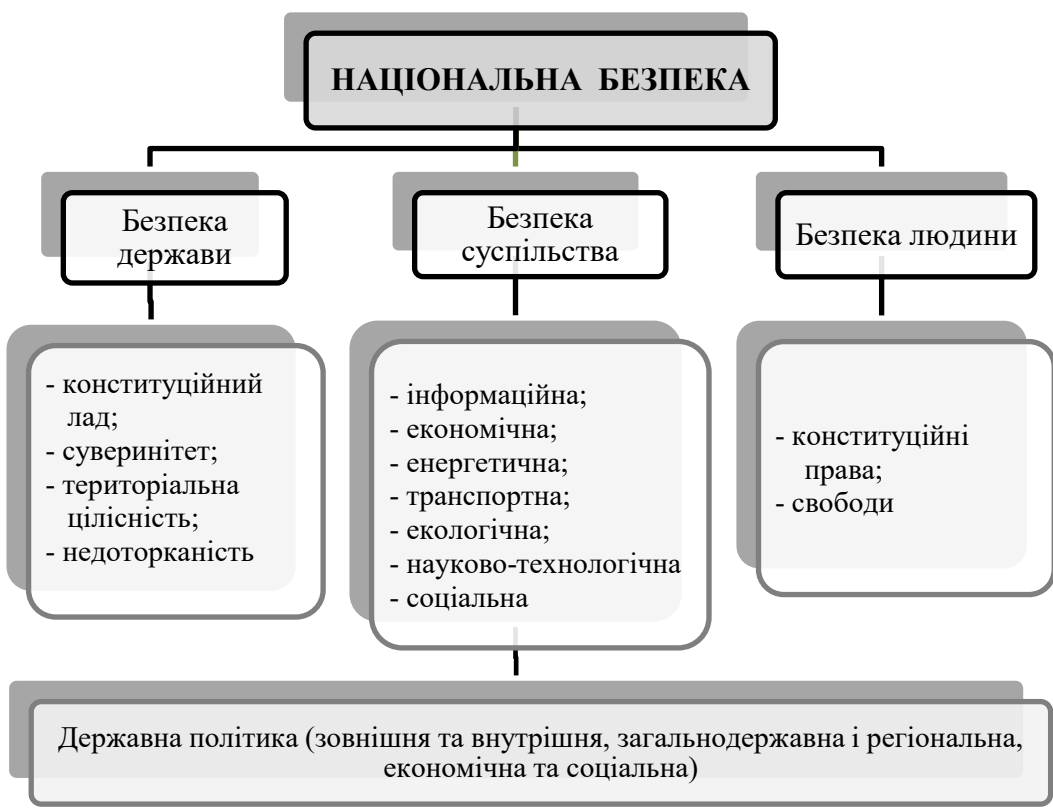 НАЦІОНАЛЬНА БЕЗПЕКА
Безпека
держави
Безпека
суспільства
Безпека людини
- конституційний
лад;
- суверинітет;
- територіальна
цілісність;
- недоторканість
- інформаційна;
- економічна;
- енергетична;
- транспортна;
- екологічна;
- науково-технологічна
- соціальна
- конституційні
права;
- свободи
Державна політика (зовнішня та внутрішня, загальнодержавна і регіональна,
економічна та соціальна)